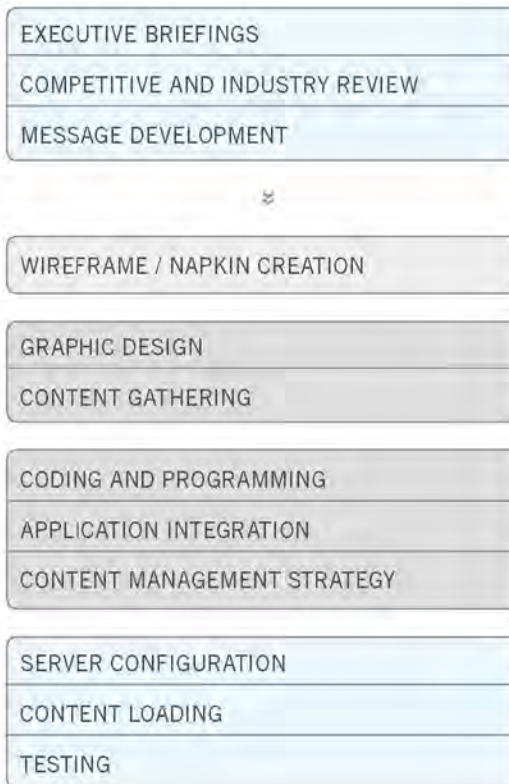 EXECUTIVE BRIEFINGS
COMPETITIVE AND INDUSTRY REVIEW
MESSAGE DEVELOPMENT
WIREFRAME / NAPKIN CREATION
GRAPHIC DESIGN
CONTENT GATHERING
CODING AND PROGRAMMING
APPLICATION INTEGRATION
CONTENT MANAGEMENT STRATEGY
SERVER CONFIGURATION
CONTENT LOADING
TESTING